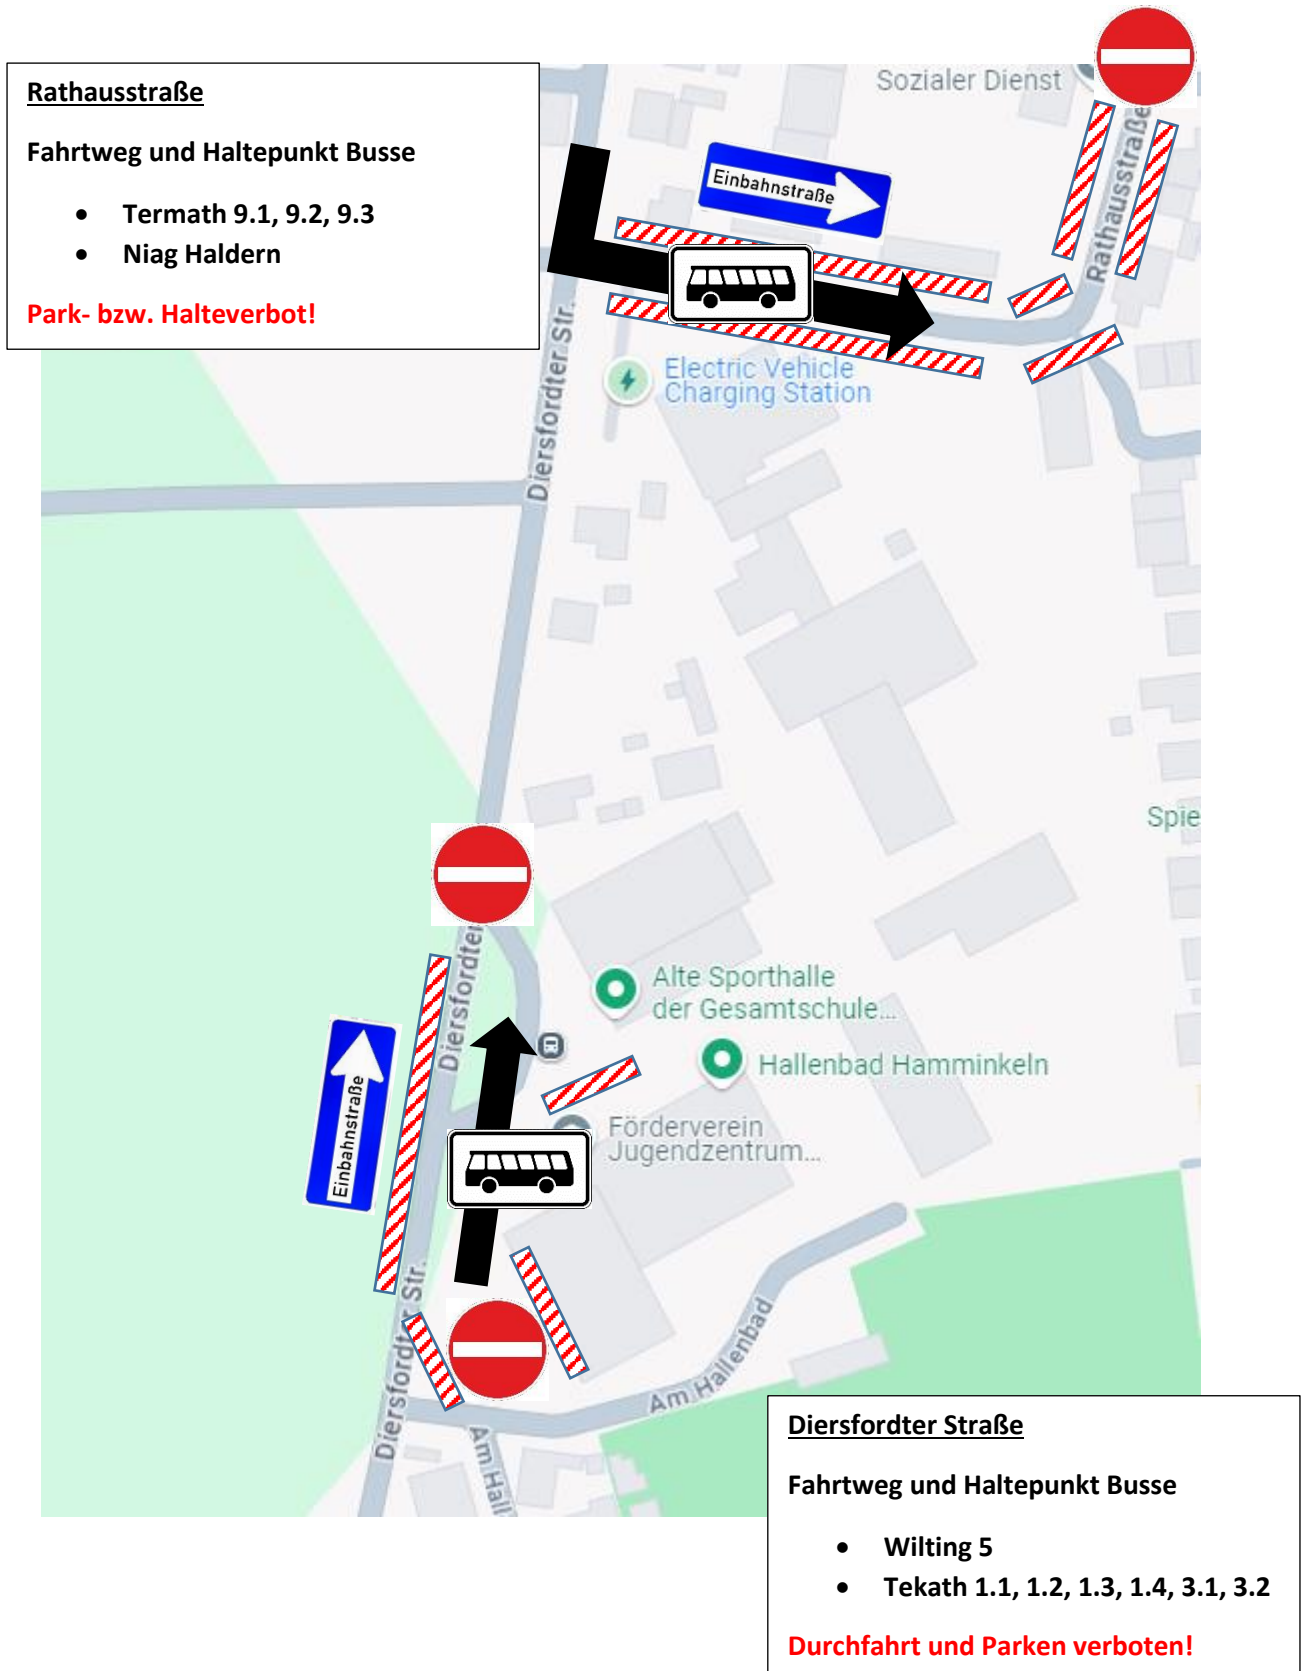 Rathausstraße
Fahrtweg und Haltepunkt Busse
• Termath 9.1, 9.2, 9.3
• Niag Haldern
Park- bzw. Halteverbot!
Sozialer Dienst
Einbahnstraße
Rathausstraße
Diersfordter Str.
Electric Vehicle
Charging Station
Spie
Diersfordter
Alte Sporthalle
der Gesamtschule...
Hallenbad Hamminkeln
Einbahnstraße
Förderverein
Jugendzentrum...
Diersfordter Str.
Am Hallenbad
Am Hall
Diersfordter Straße
Fahrtweg und Haltepunkt Busse
• Wilting 5
• Tekath 1.1, 1.2, 1.3, 1.4, 3.1, 3.2
Durchfahrt und Parken verboten!